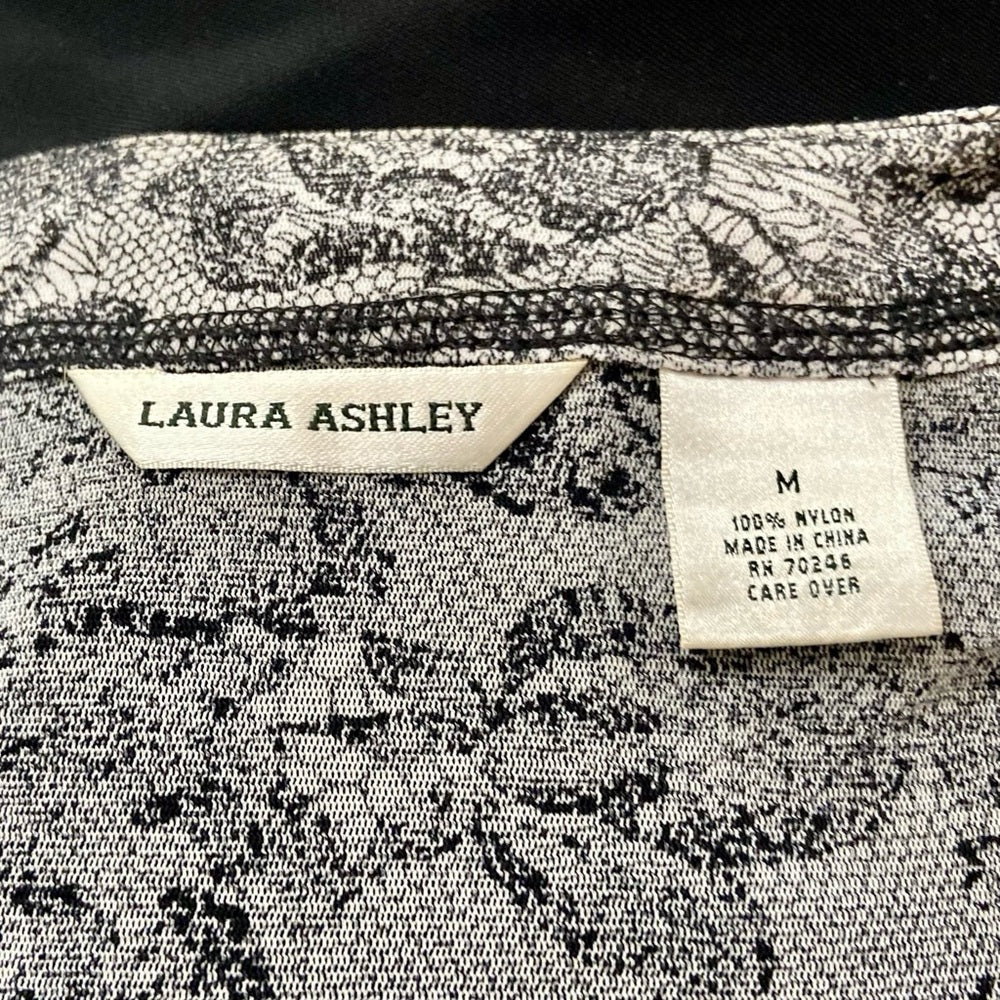 LAURA ASHLEY
M
100% NYLON
MADE IN CHINA
RN 70246
CARE OVER